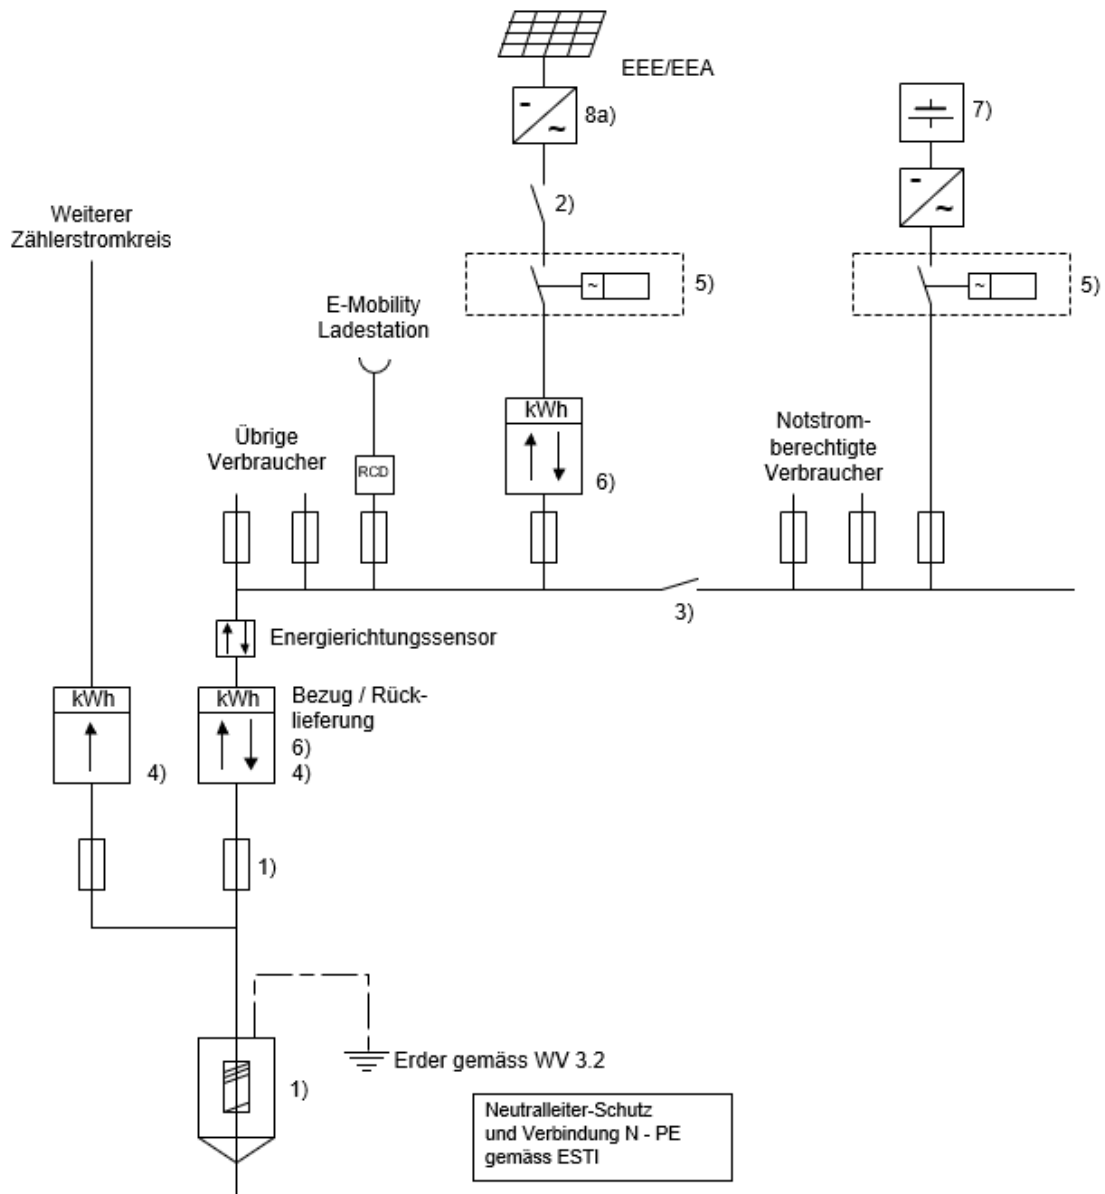 EEE/EEA
-
~
8a)
7)
-
~
2)
Weiterer
Zählerstromkreis
~
5)
~
5)
E-Mobility
Ladestation
kWh
6)
Übrige
Verbraucher
RCD
Notstrom-
berechtigte
Verbraucher
3)
Energierichtungssensor
kWh
4)
kWh
Bezug / Rück-
lieferung
6)
4)
1)
1)
Erder gemäss WV 3.2
Neutralleiter-Schutz
und Verbindung N - PE
gemäss ESTI